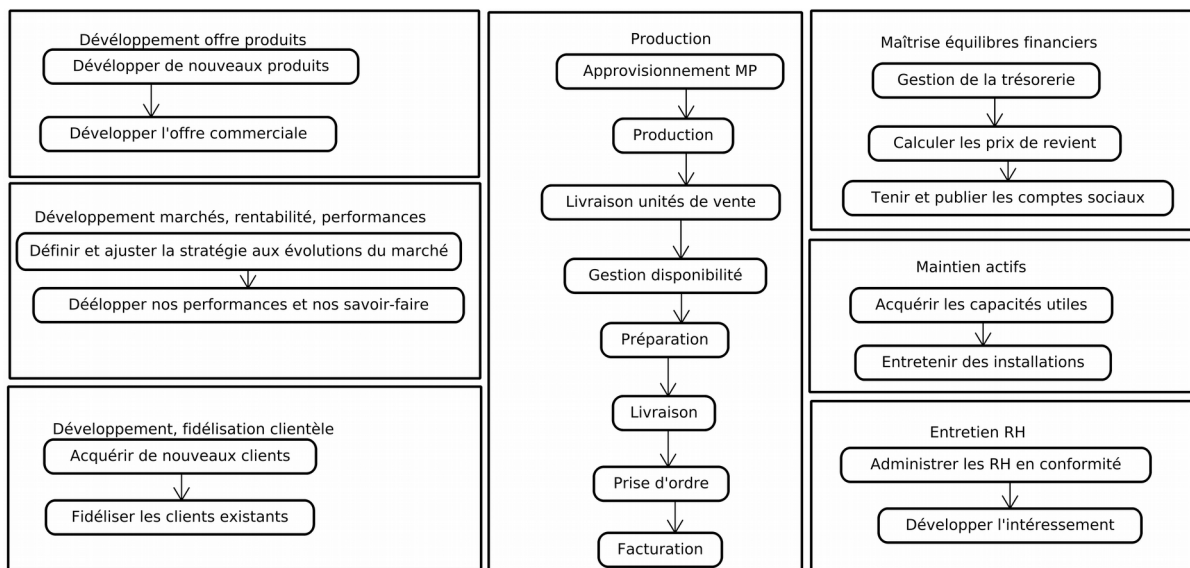 Dévéloppement offre produits
Dévélopper de nouveaux produits
Développer l'offre commerciale
Développement marchés, rentabilité, performances
Définir et ajuster la stratégie aux évolutions du marché
Déélopper nos performances et nos savoir-faire
Développement, fidélisation clientèle
Acquérir de nouveaux clients
Fidéliser les clients existants
Production
Approvisionnement MP
Production
Livraison unités de vente
Gestion disponibilité
Préparation
Livraison
Prise d'ordre
Facturation
Maîtrise équilibres financiers
Gestion de la trésorerie
Calculer les prix de revient
Tenir et publier les comptes sociaux
Maintien actifs
Acquérir les capacités utiles
Entretenir des installations
Entretien RH
Administrer les RH en conformité
Développer l'intéressement